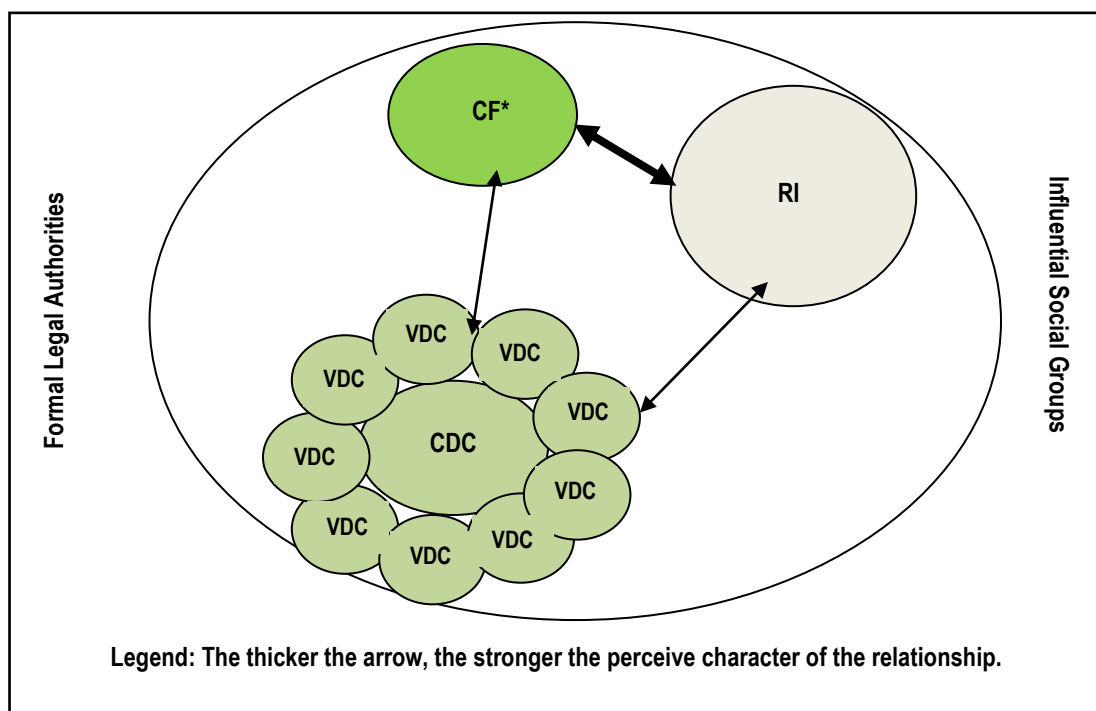 CF*
RI
Formal Legal Authorities
Influential Social Groups
VDC
VDC
VDC
VDC
CDC
VDC
VDC
VDC
VDC
VDC
Legend: The thicker the arrow, the stronger the perceive character of the relationship.